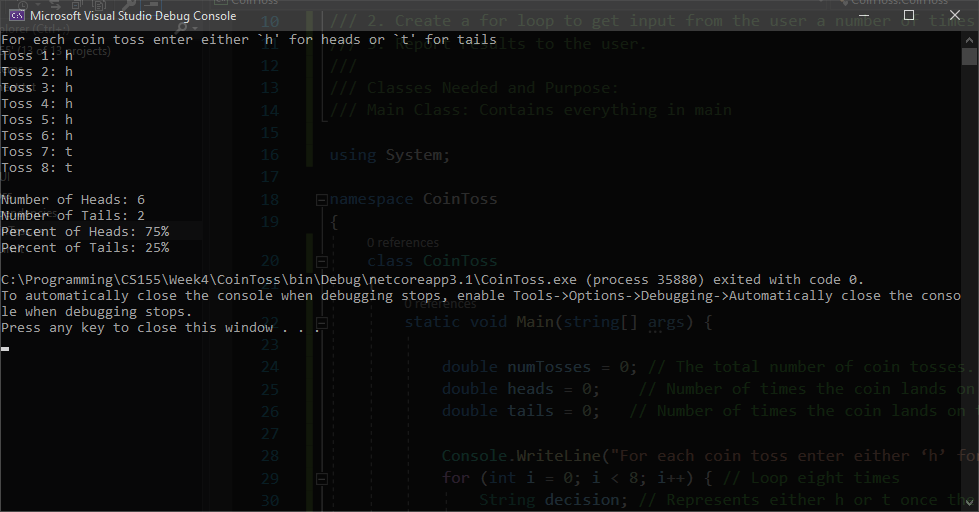 Microsoft Visual Studio Debug Console
For each coin toss enter either `h' for heads or `t' for tails
Toss 1: h
Toss 2: h
Toss 3: h
Toss 4: h
Toss 5: h
Toss 6: h
Toss 7: t
Toss 8: t
Number of Heads: 6
Number of Tails: 2
Percent of Heads: 75%
Percent of Tails: 25%
C:\Programming\CS155\Week4\CoinToss\bin\Debug\netcoreapp3.1\CoinToss.exe (process 35880) exited with code 0.
To automatically close the console when debugging stops, enable Tools->Options->Debugging->Automatically close the conso
le when debugging stops.
Press any key to close this window . . .
10 /// 2. Create a for loop to get input from the user a number of times
results to the user.
12 ///
13 /// Classes Needed and Purpose:
14 /// Main Class: Contains everything in main
15
16 using System;
17
18 namespace CoinToss
19 {
0 references
20 class CoinToss
0 references
22 static void Main(string[] args) {
23
24 double numTosses = 0; // The total number of coin tosses.
25 double heads = 0; // Number of times the coin lands on
26 double tails = 0; // Number of times the coin lands on
27
28 Console.WriteLine("For each coin toss enter either ‘h’ for
29 for (int i = 0; i < 8; i++) { // Loop eight times
30 String decision; // Represents either h or t once the